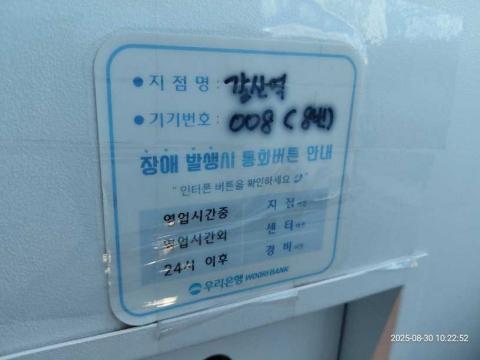 • 지점명 : 강산역
• 기기번호 : 008 (8번)
장애 발생시 통화버튼 안내
"인터폰 버튼을 확인하세요"
영업시간중 지점
영업시간외 센터
24시 이후 경비
우리은행 WOORI BANK
2025-08-30 10:22:52